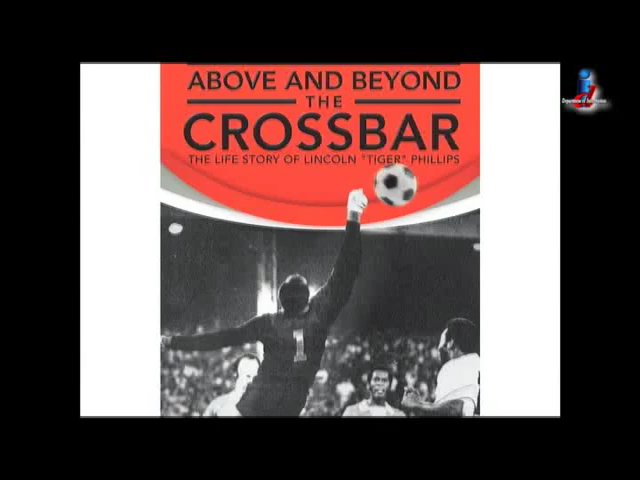 ABOVE AND BEYOND
THE
CROSSBAR
THE LIFE STORY OF LINCOLN "TIGER" PHILLIPS
1